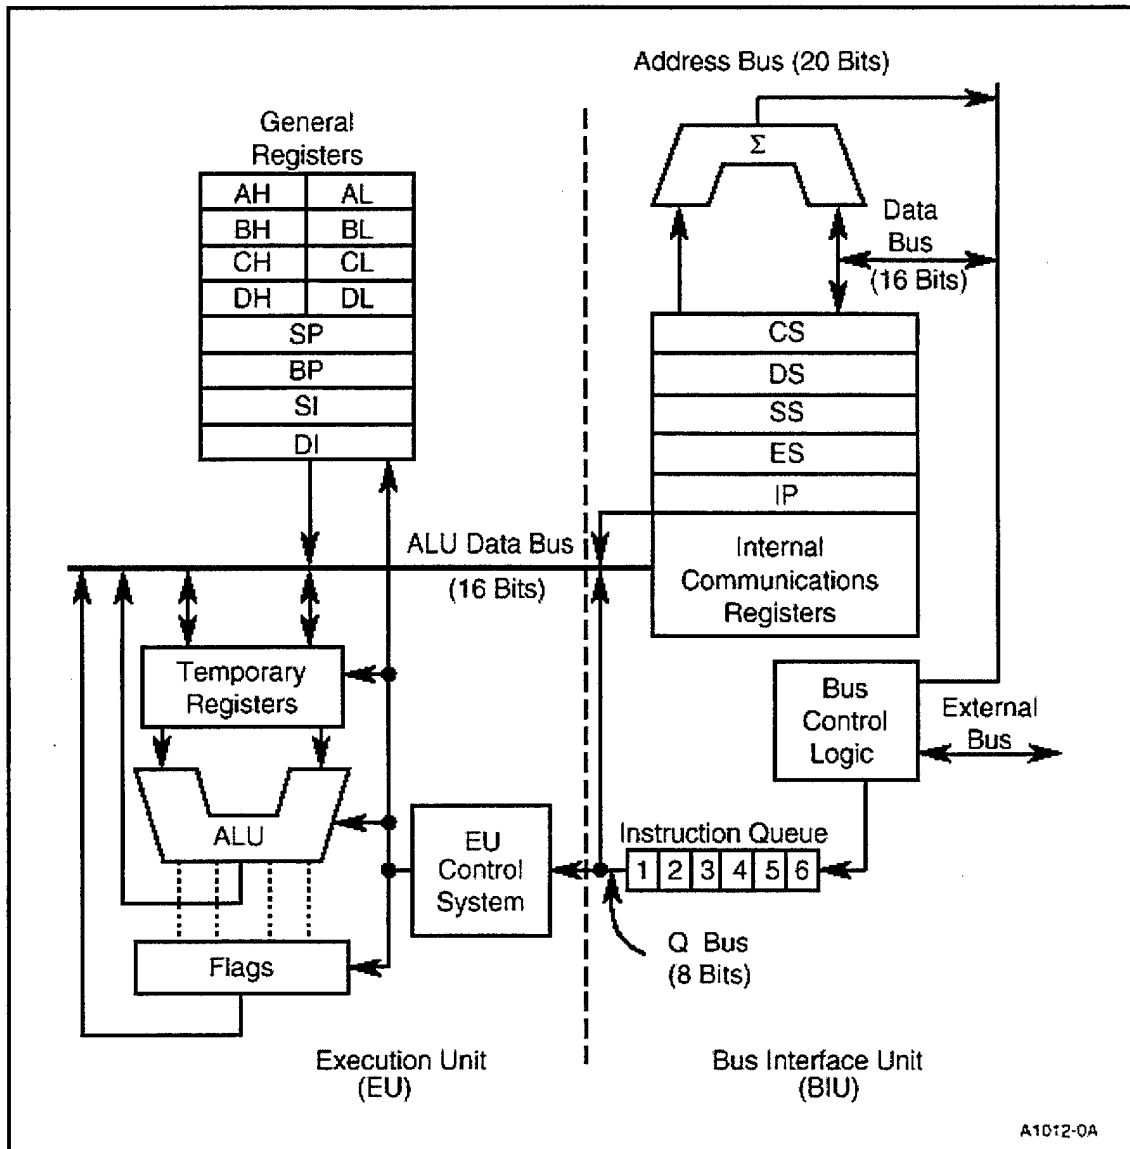 Address Bus (20 Bits)
General
Registers
Σ
AH AL
BH BL
CH CL
DH DL
SP
BP
SI
DI
Data
Bus
(16 Bits)
CS
DS
SS
ES
IP
Internal
Communications
Registers
ALU Data Bus
(16 Bits)
Temporary
Registers
Bus
Control
Logic
External
Bus
ALU
EU
Control
System
Instruction Queue
1 2 3 4 5 6
Q Bus
(8 Bits)
Flags
Execution Unit
(EU)
Bus Interface Unit
(BIU)
A1012-0A